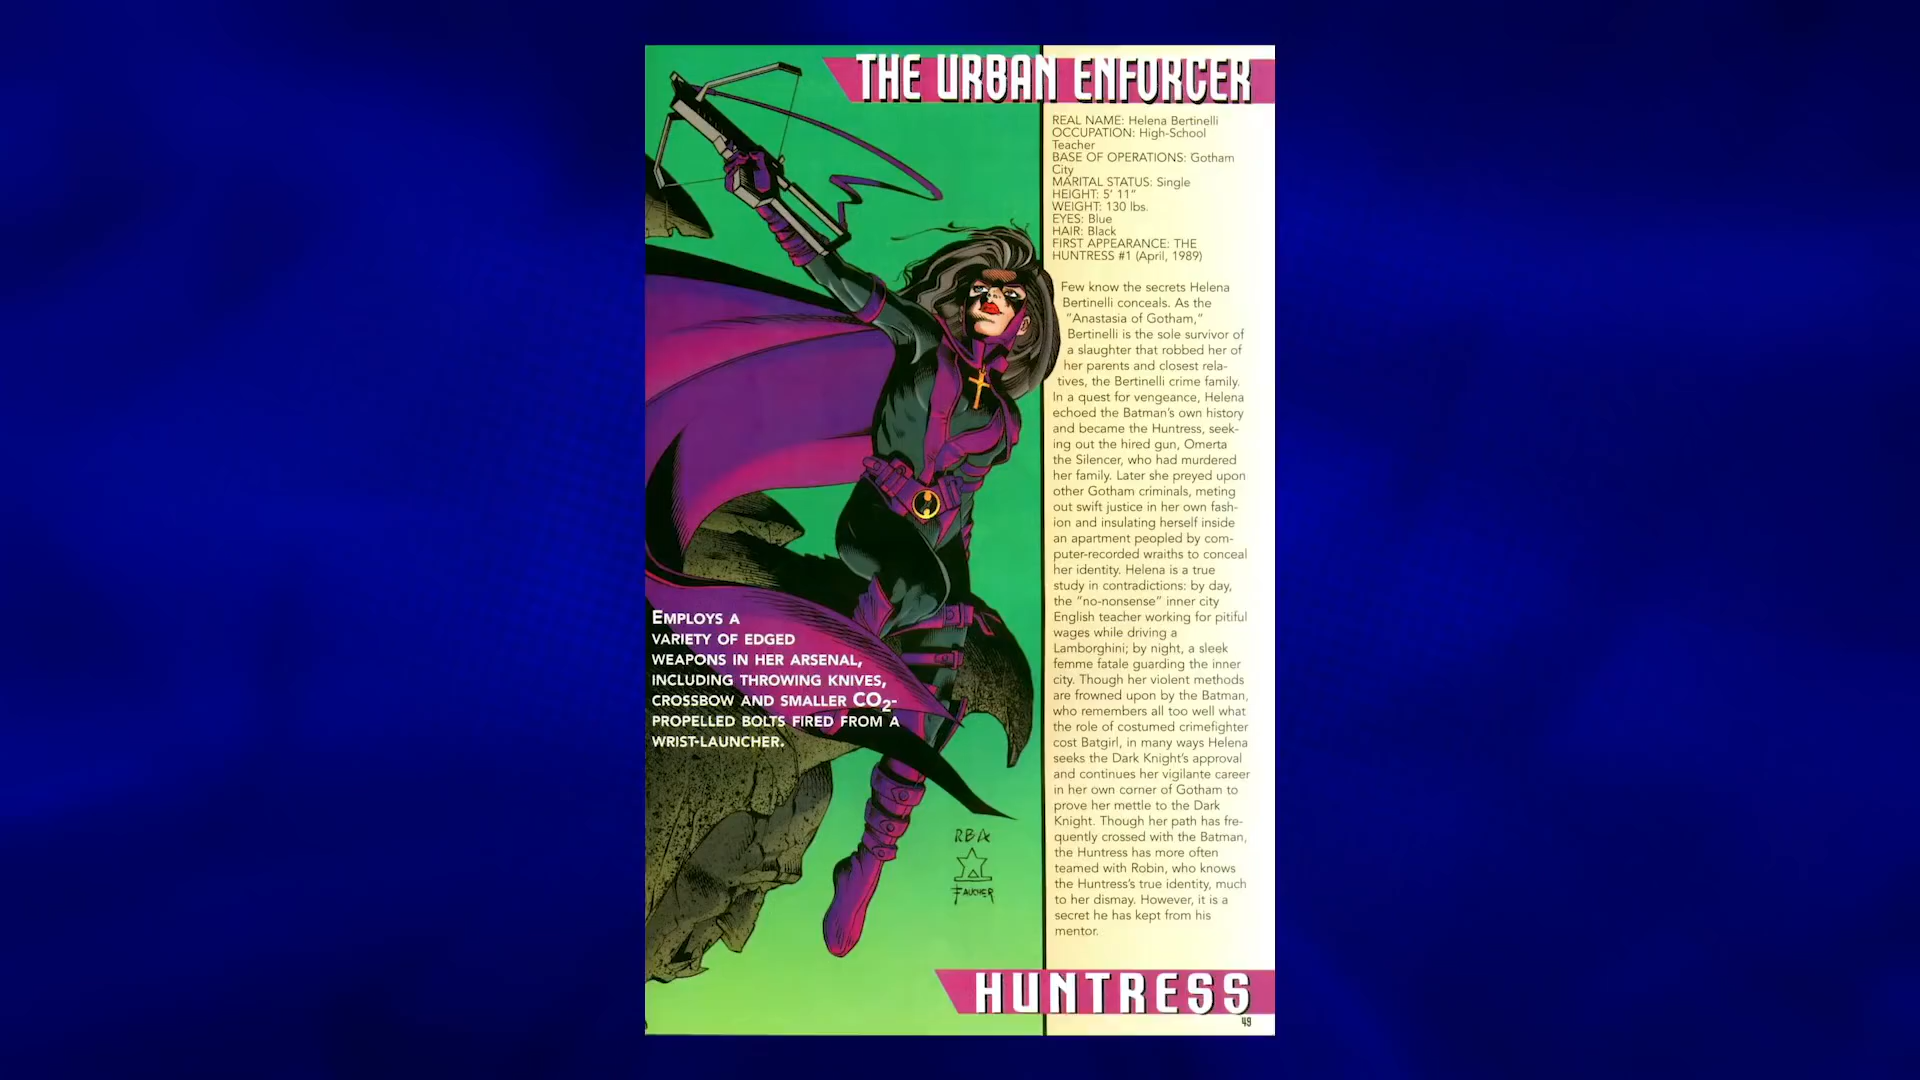 THE URBAN ENFORCER
REAL NAME: Helena Bertinelli
OCCUPATION: High-School
Teacher
BASE OF OPERATIONS: Gotham
City
MARITAL STATUS: Single
HEIGHT: 5' 11"
WEIGHT: 130 lbs.
EYES: Blue
HAIR: Black
FIRST APPEARANCE: THE
HUNTRESS #1 (April, 1989)
Few know the secrets Helena
Bertinelli conceals. As the
"Anastasia of Gotham,"
Bertinelli is the sole survivor of
a slaughter that robbed her of
her parents and closest rela-
tives, the Bertinelli crime family.
In a quest for vengeance, Helena
echoed the Batman's own history
and became the Huntress, seek-
ing out the hired gun, Omerta
the Silencer, who had murdered
her family. Later she preyed upon
other Gotham criminals, meting
out swift justice in her own fash-
ion and insulating herself inside
an apartment peopled by com-
puter-recorded wraiths to conceal
her identity. Helena is a true
study in contradictions: by day,
the "no-nonsense" inner city
English teacher working for pitiful
wages while driving a
Lamborghini; by night, a sleek
femme fatale guarding the inner
city. Though her violent methods
are frowned upon by the Batman,
who remembers all too well what
the role of costumed crimefighter
cost Batgirl, in many ways Helena
seeks the Dark Knight's approval
and continues her vigilante career
in her own corner of Gotham to
prove her mettle to the Dark
Knight. Though her path has fre-
quently crossed with the Batman,
the Huntress has more often
teamed with Robin, who knows
the Huntress's true identity, much
to her dismay. However, it is a
secret he has kept from his
mentor.
EMPLOYS A
VARIETY OF EDGED
WEAPONS IN HER ARSENAL,
INCLUDING THROWING KNIVES,
CROSSBOW AND SMALLER CO2-
PROPELLED BOLTS FIRED FROM A
WRIST-LAUNCHER.
RBA
FAUCHER
HUNTRESS
49